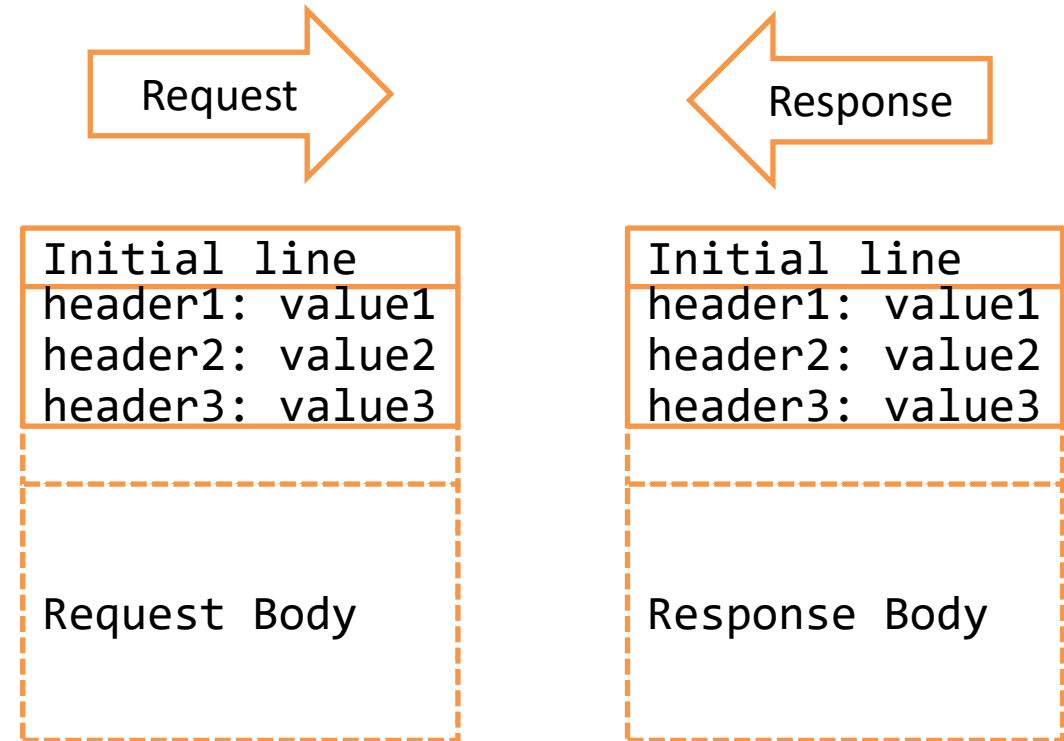 Request
Response
Initial line
header1: value1
header2: value2
header3: value3
Request Body
Initial line
header1: value1
header2: value2
header3: value3
Response Body